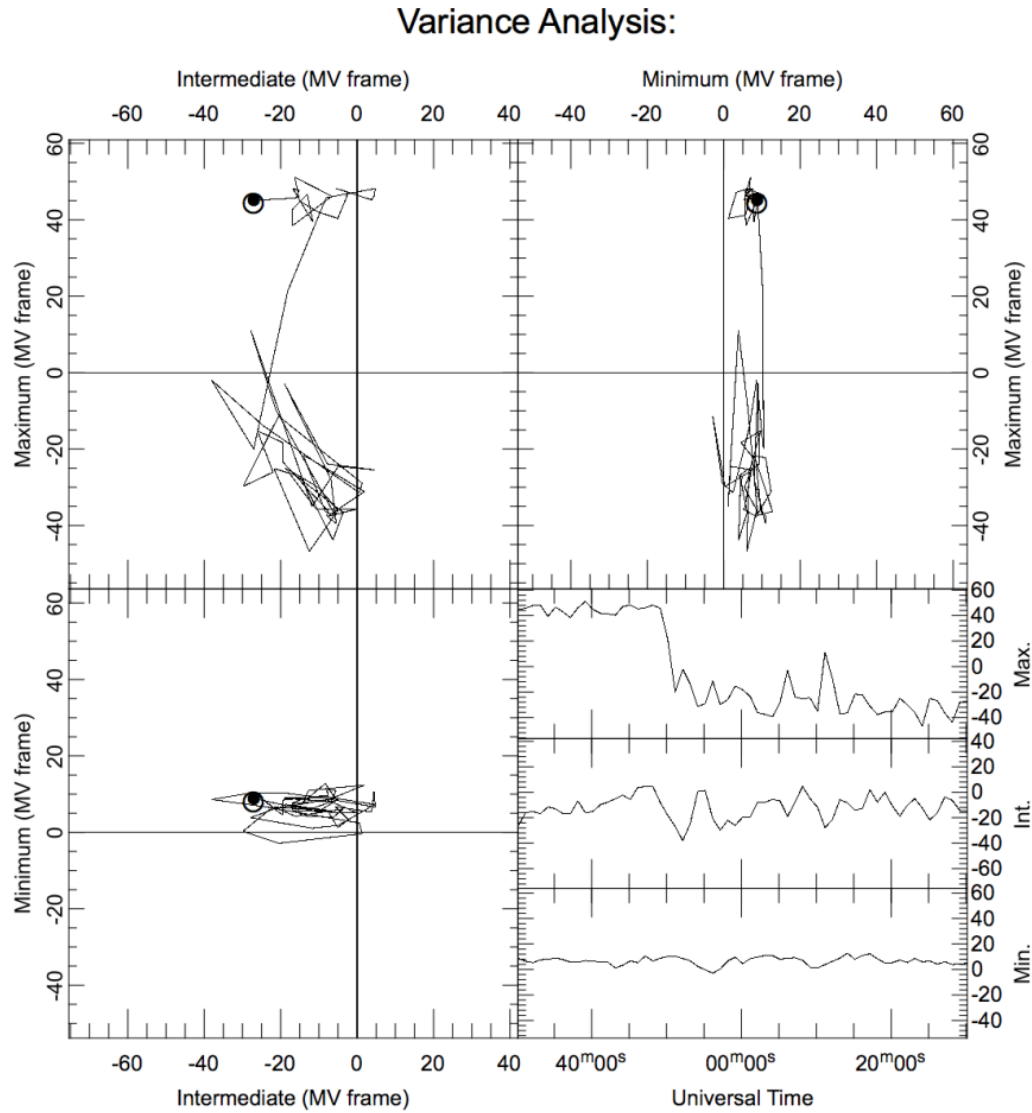 Variance Analysis:
Intermediate (MV frame)
Minimum (MV frame)
-60 -40 -20 0 20 40
0 20 40 60
Maximum (MV frame)
60
40
20
0
-20
-40
Maximum (MV frame)
60
40
20
0
-20
-40
Minimum (MV frame)
60
40
20
0
-20
-40
Max.
60
40
20
0
-20
-40
Int.
40
20
0
-20
-40
-60
Min.
60
40
20
0
-20
-40
-60 -40 -20 0 20 40
40m00s 00m00s 20m00s
Intermediate (MV frame)
Universal Time